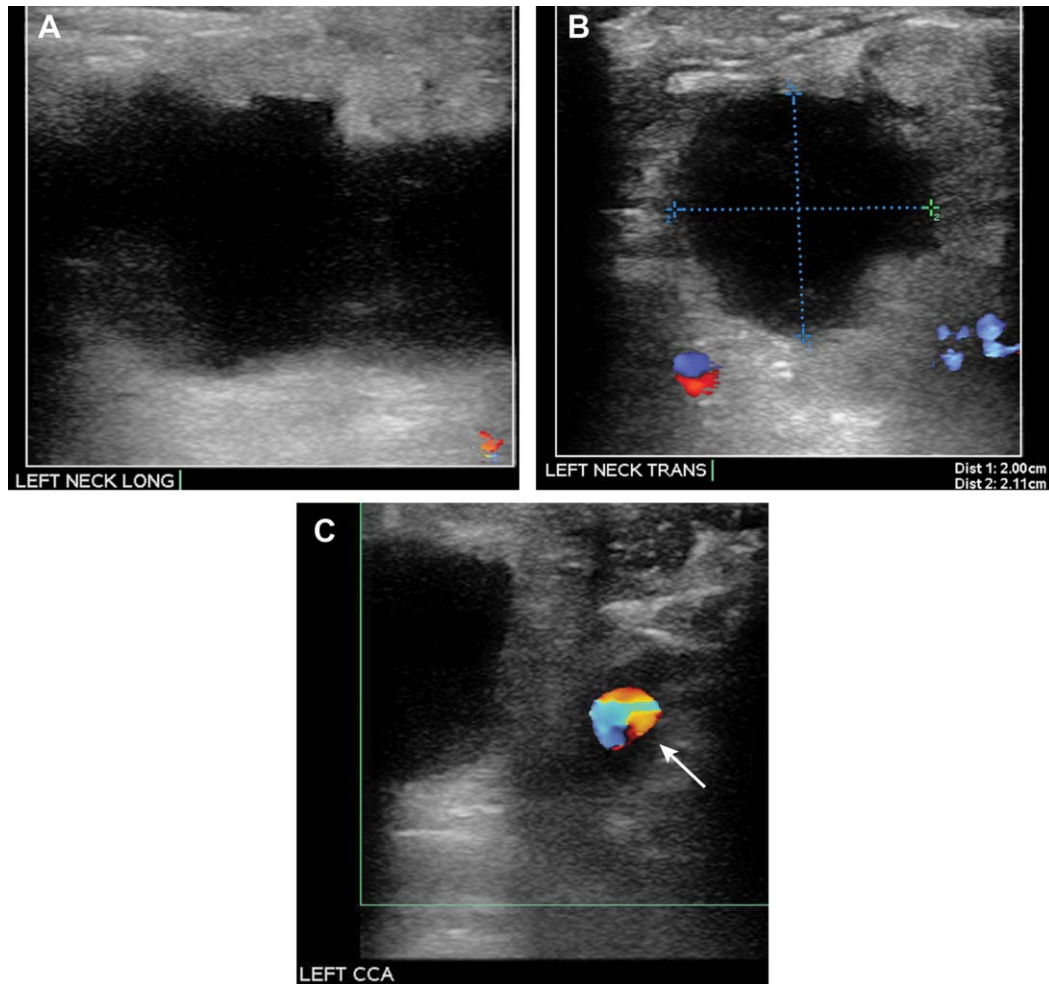 A
LEFT NECK LONG
B
LEFT NECK TRANS
Dist 1: 2.00cm
Dist 2: 2.11cm
C
LEFT CCA